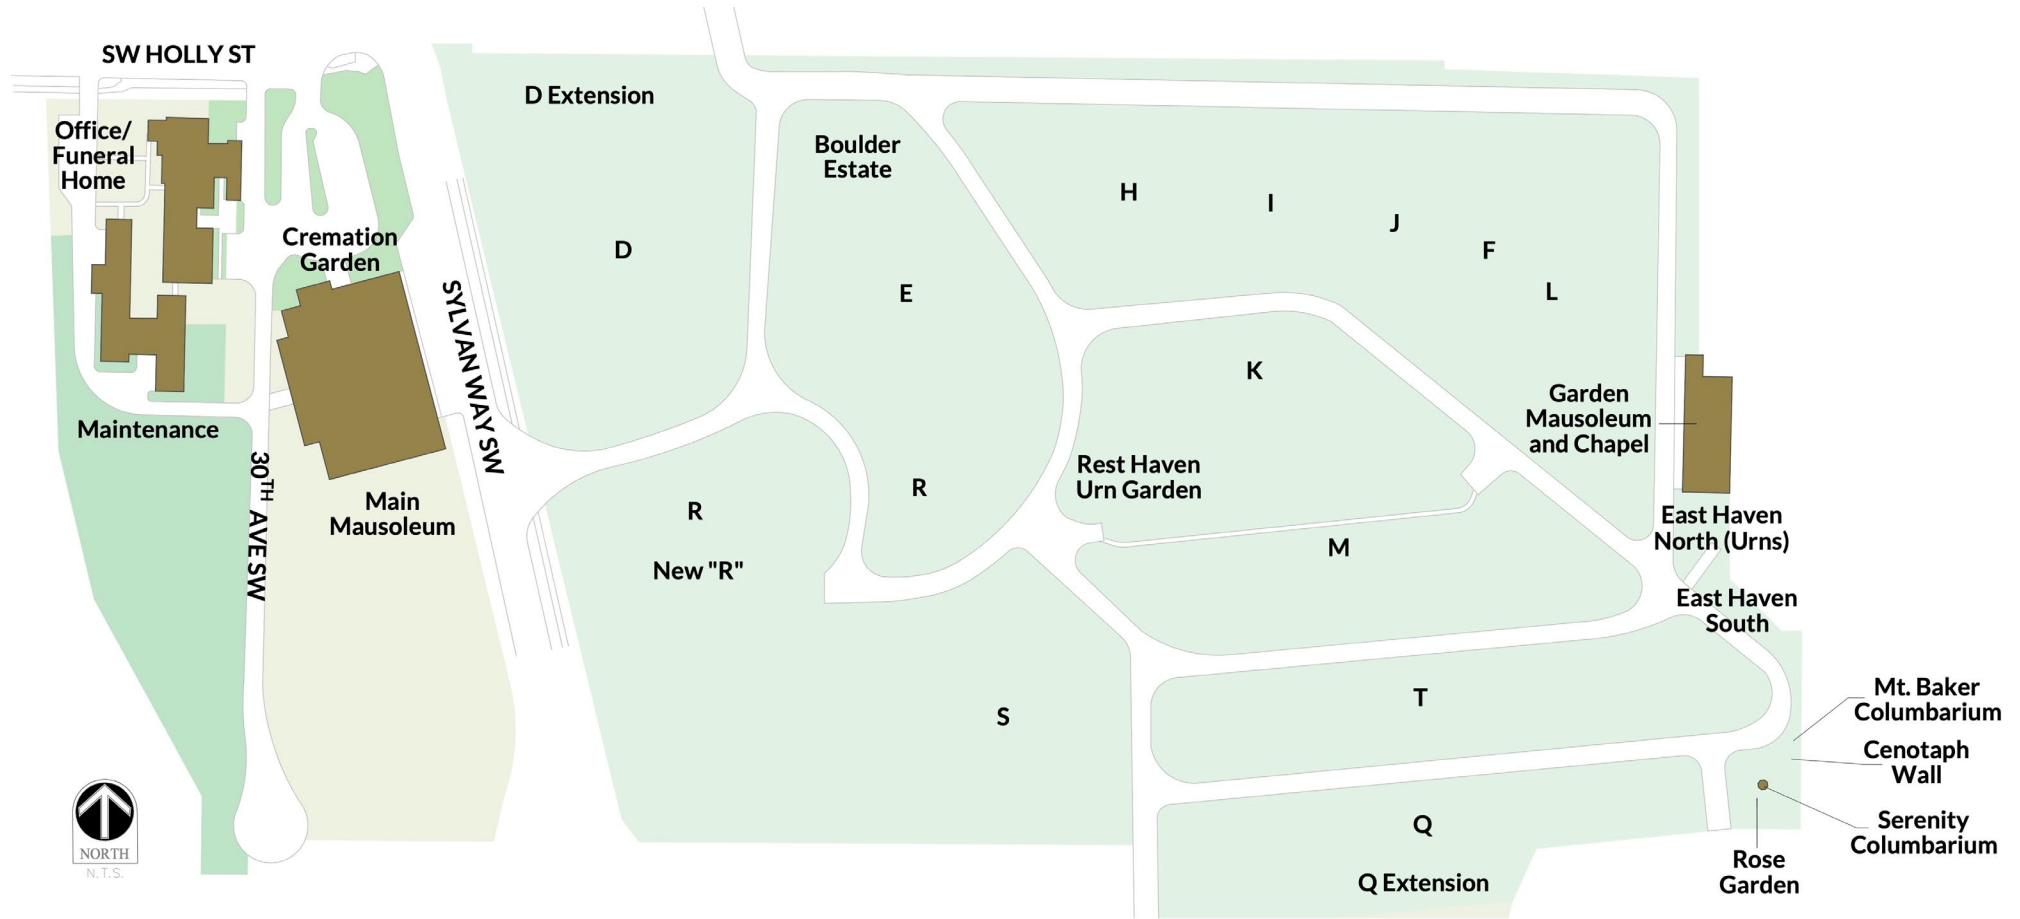 SW HOLLY ST
D Extension
Office/
Funeral
Home
Boulder
Estate
H
I
J
F
L
Cremation
Garden
D
E
SYLVAN WAY SW
K
Garden
Mausoleum
and Chapel
Maintenance
30TH AVE SW
Main
Mausoleum
Rest Haven
Urn Garden
R
R
New "R"
M
East Haven
North (Urns)
East Haven
South
S
T
Mt. Baker
Columbarium
Cenotaph
Wall
Serenity
Columbarium
Rose
Garden
Q
Q Extension
NORTH
N.T.S.